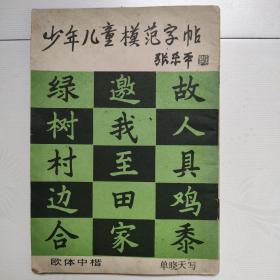 少年儿童模范字帖
张乐平
故人具鸡黍
邀我至田家
绿树村边合
欧体中楷
单晓天写